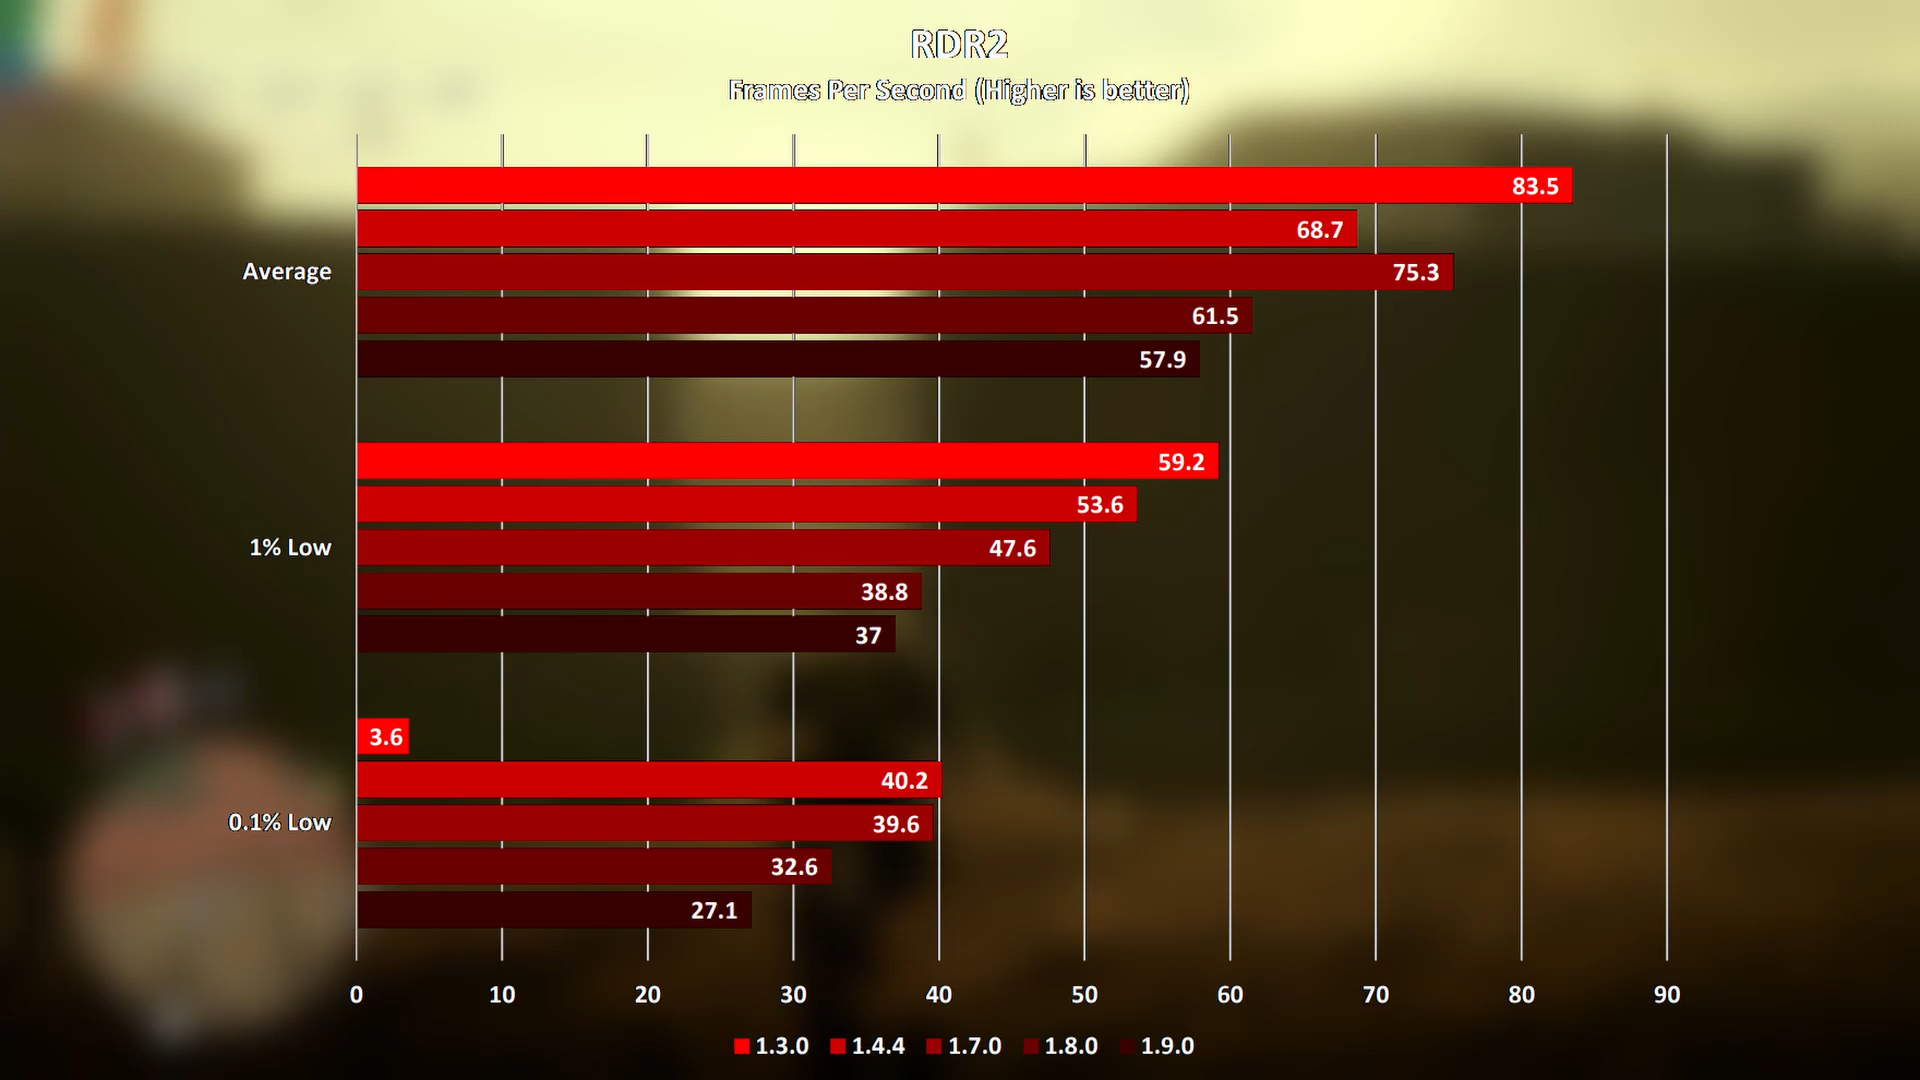 RDR2
Frames Per Second (Higher is better)
83.5
68.7
Average
75.3
61.5
57.9
59.2
53.6
1% Low
47.6
38.8
37
3.6
40.2
0.1% Low
39.6
32.6
27.1
0 10 20 30 40 50 60 70 80 90
1.3.0 1.4.4 1.7.0 1.8.0 1.9.0